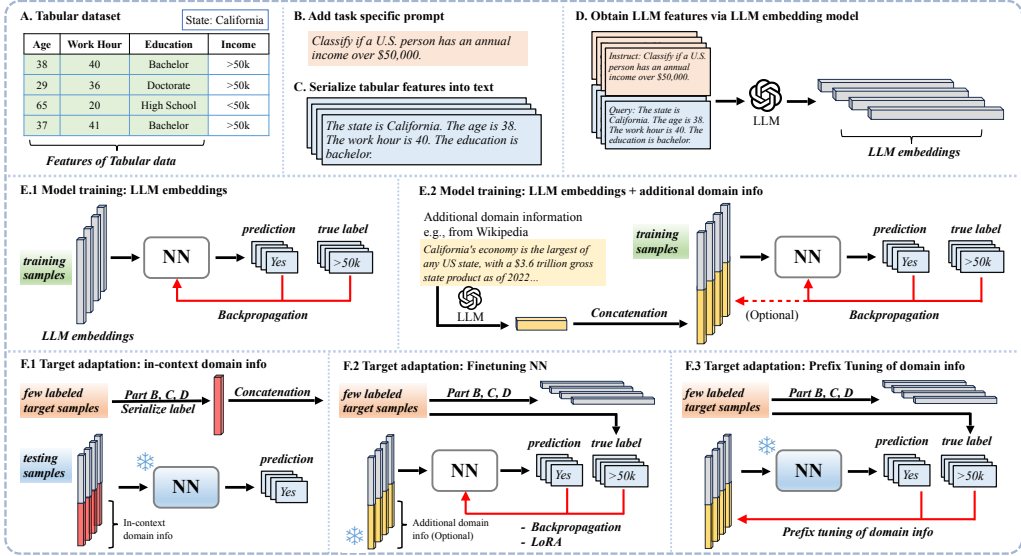 A. Tabular dataset
State: California
Age Work Hour Education Income
38 40 Bachelor >50k
29 36 Doctorate >50k
65 20 High School <50k
37 41 Bachelor >50k
Features of Tabular data
B. Add task specific prompt
Classify if a U.S. person has an annual
income over $50,000.
C. Serialize tabular features into text
The state is California. The age is 38.
The work hour is 40. The education is
bachelor.
D. Obtain LLM features via LLM embedding model
Instruct: Classify if a U.S.
person has an annual
income over $50,000.
Query: The state is
California. The age is 38.
The work hour is 40. The
education is bachelor.
LLM
LLM embeddings
E.1 Model training: LLM embeddings
training
samples
NN
prediction
Yes
true label
>50k
Backpropagation
LLM embeddings
E.2 Model training: LLM embeddings + additional domain info
Additional domain information
e.g., from Wikipedia
California's economy is the largest of
any US state, with a $3.6 trillion gross
state product as of 2022…
LLM
Concatenation
training
samples
NN
prediction
Yes
true label
>50k
(Optional)
Backpropagation
F.1 Target adaptation: in-context domain info
few labeled
target samples
Part B, C, D
Serialize label
Concatenation
testing
samples
NN
prediction
Yes
In-context
domain info
F.2 Target adaptation: Finetuning NN
few labeled
target samples
Part B, C, D
NN
prediction
Yes
true label
>50k
Additional domain
info (Optional)
- Backpropagation
- LoRA
F.3 Target adaptation: Prefix Tuning of domain info
few labeled
target samples
Part B, C, D
NN
prediction
Yes
true label
>50k
Prefix tuning of domain info